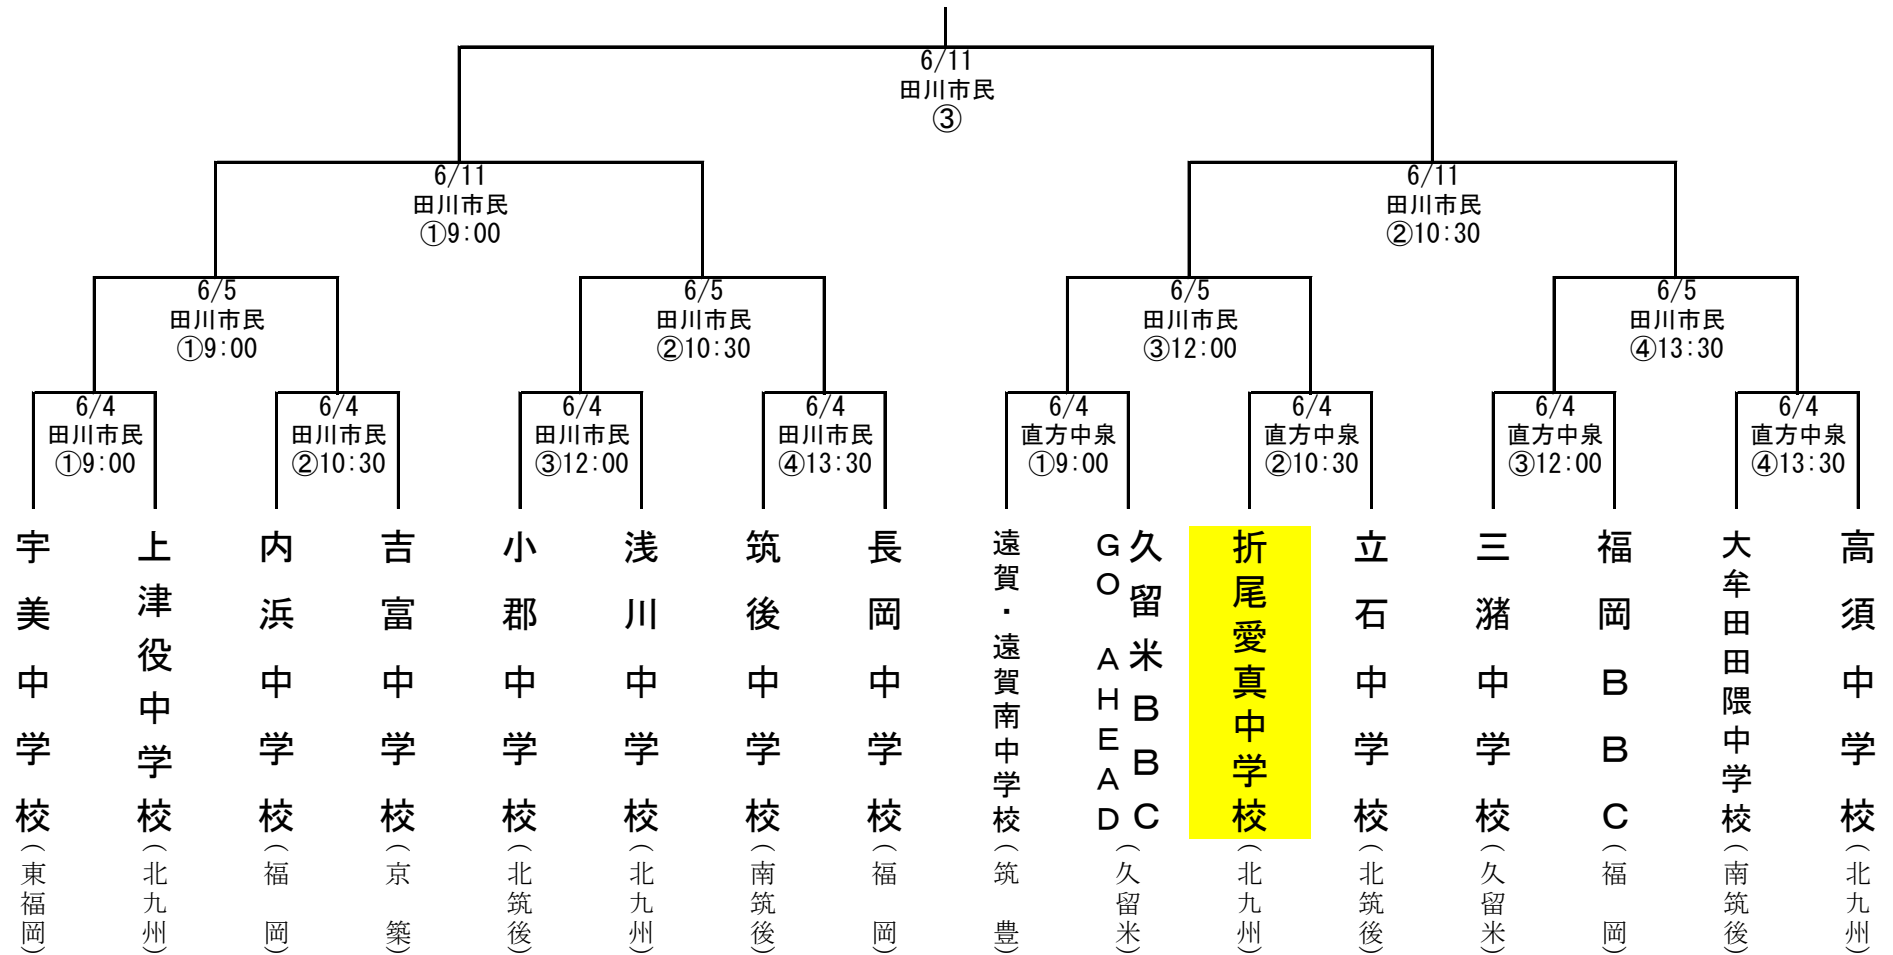 6/11
田川市民
③
6/11
田川市民
①9:00
6/11
田川市民
②10:30
6/5
田川市民
①9:00
6/5
田川市民
②10:30
6/5
田川市民
③12:00
6/5
田川市民
④13:30
6/4
田川市民
①9:00
6/4
田川市民
②10:30
6/4
田川市民
③12:00
6/4
田川市民
④13:30
6/4
直方中泉
①9:00
6/4
直方中泉
②10:30
6/4
直方中泉
③12:00
6/4
直方中泉
④13:30
宇美中学校(東福岡)
上津役中学校(北九州)
内浜中学校(福岡)
吉富中学校(京築)
小郡中学校(北筑後)
浅川中学校(北九州)
筑後中学校(南筑後)
長岡中学校(福岡)
遠賀・遠賀南中学校(筑豊)
久留米BBC
GO AHEAD
(久留米)
折尾愛真中学校(北九州)
立石中学校(北筑後)
三潴中学校(久留米)
福岡BBC(福岡)
大牟田田隈中学校(南筑後)
高須中学校(北九州)